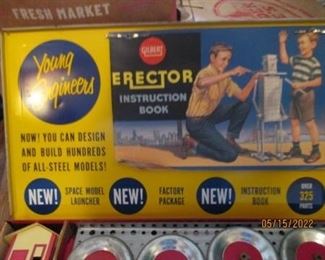 FRESH MARKET
Young
Engineers
GILBERT
ERECTOR
INSTRUCTION
BOOK
NOW! YOU CAN DESIGN
AND BUILD HUNDREDS
OF ALL-STEEL MODELS!
NEW! SPACE MODEL
LAUNCHER
NEW! FACTORY
PACKAGE
NEW! INSTRUCTION
BOOK
OVER
325
PARTS
05/15/2022